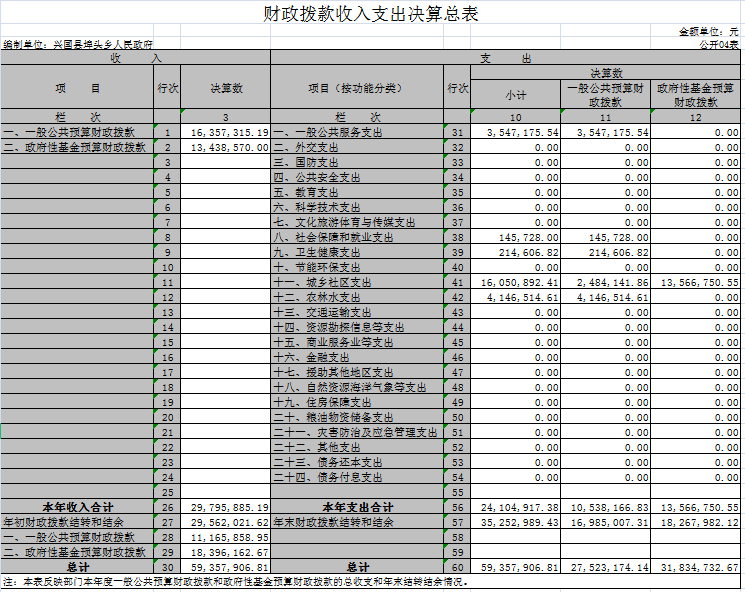 财政拨款收入支出决算总表
金额单位：元
编制单位：兴国县埠头乡人民政府 公开04表
收 入 支 出
项 目 行次 决算数 项目（按功能分类） 行次 决算数
小计 一般公共预算财政拨款 政府性基金预算财政拨款
栏 次 3 栏 次 10 11 12
一、一般公共预算财政拨款 1 16,357,315.19 一、一般公共服务支出 31 3,547,175.54 3,547,175.54 0.00
二、政府性基金预算财政拨款 2 13,438,570.00 二、外交支出 32 0.00 0.00 0.00
3 三、国防支出 33 0.00 0.00 0.00
4 四、公共安全支出 34 0.00 0.00 0.00
5 五、教育支出 35 0.00 0.00 0.00
6 六、科学技术支出 36 0.00 0.00 0.00
7 七、文化旅游体育与传媒支出 37 0.00 0.00 0.00
8 八、社会保障和就业支出 38 145,728.00 145,728.00 0.00
9 九、卫生健康支出 39 214,606.82 214,606.82 0.00
10 十、节能环保支出 40 0.00 0.00 0.00
11 十一、城乡社区支出 41 16,050,892.41 2,484,141.86 13,566,750.55
12 十二、农林水支出 42 4,146,514.61 4,146,514.61 0.00
13 十三、交通运输支出 43 0.00 0.00 0.00
14 十四、资源勘探信息等支出 44 0.00 0.00 0.00
15 十五、商业服务业等支出 45 0.00 0.00 0.00
16 十六、金融支出 46 0.00 0.00 0.00
17 十七、援助其他地区支出 47 0.00 0.00 0.00
18 十八、自然资源海洋气象等支出 48 0.00 0.00 0.00
19 十九、住房保障支出 49 0.00 0.00 0.00
20 二十、粮油物资储备支出 50 0.00 0.00 0.00
21 二十一、灾害防治及应急管理支出 51 0.00 0.00 0.00
22 二十二、其他支出 52 0.00 0.00 0.00
23 二十三、债务还本支出 53 0.00 0.00 0.00
24 二十四、债务付息支出 54 0.00 0.00 0.00
25 55
本年收入合计 26 29,795,885.19 本年支出合计 56 24,104,917.38 10,538,166.83 13,566,750.55
年初财政拨款结转和结余 27 29,562,021.62 年末财政拨款结转和结余 57 35,252,989.43 16,985,007.31 18,267,982.12
一、一般公共预算财政拨款 28 11,165,858.95 58
二、政府性基金预算财政拨款 29 18,396,162.67 59
总计 30 59,357,906.81 总计 60 59,357,906.81 27,523,174.14 31,834,732.67
注：本表反映部门本年度一般公共预算财政拨款和政府性基金预算财政拨款的总收支和年末结转结余情况。